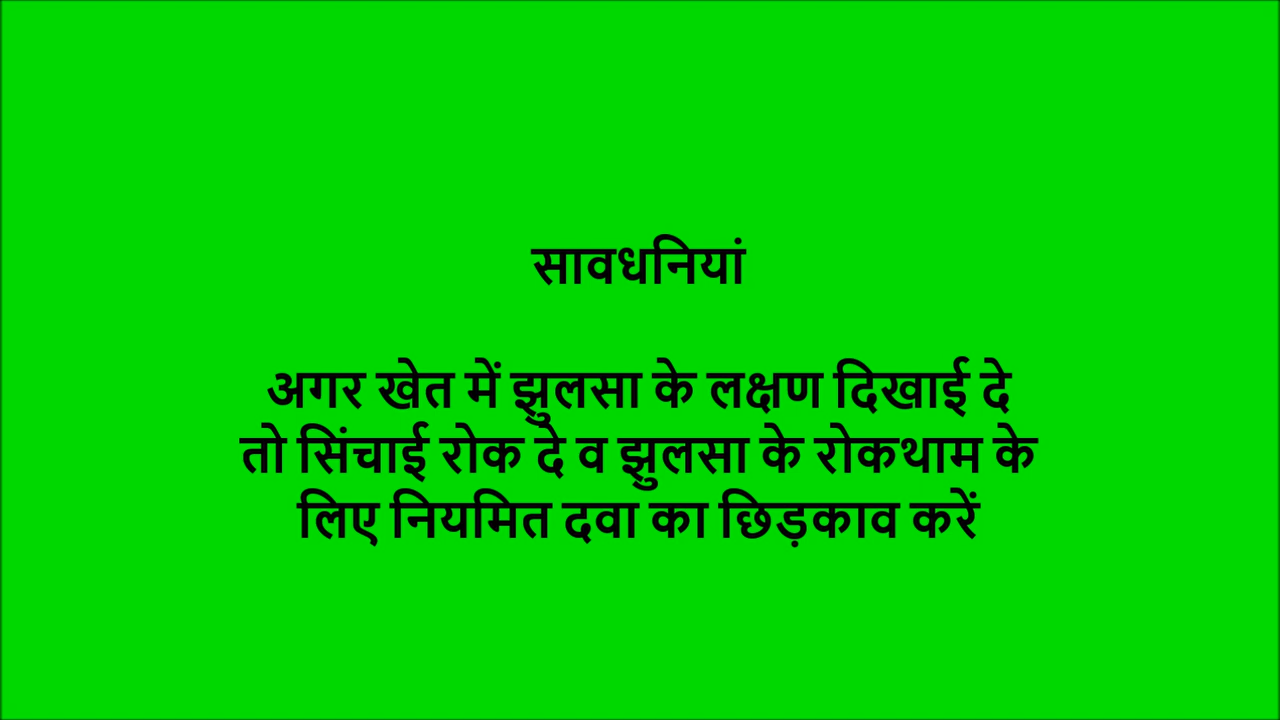 सावधनियां
अगर खेत में झुलसा के लक्षण दिखाई दे
तो सिंचाई रोक दे व झुलसा के रोकथाम के
लिए नियमित दवा का छिड़काव करें